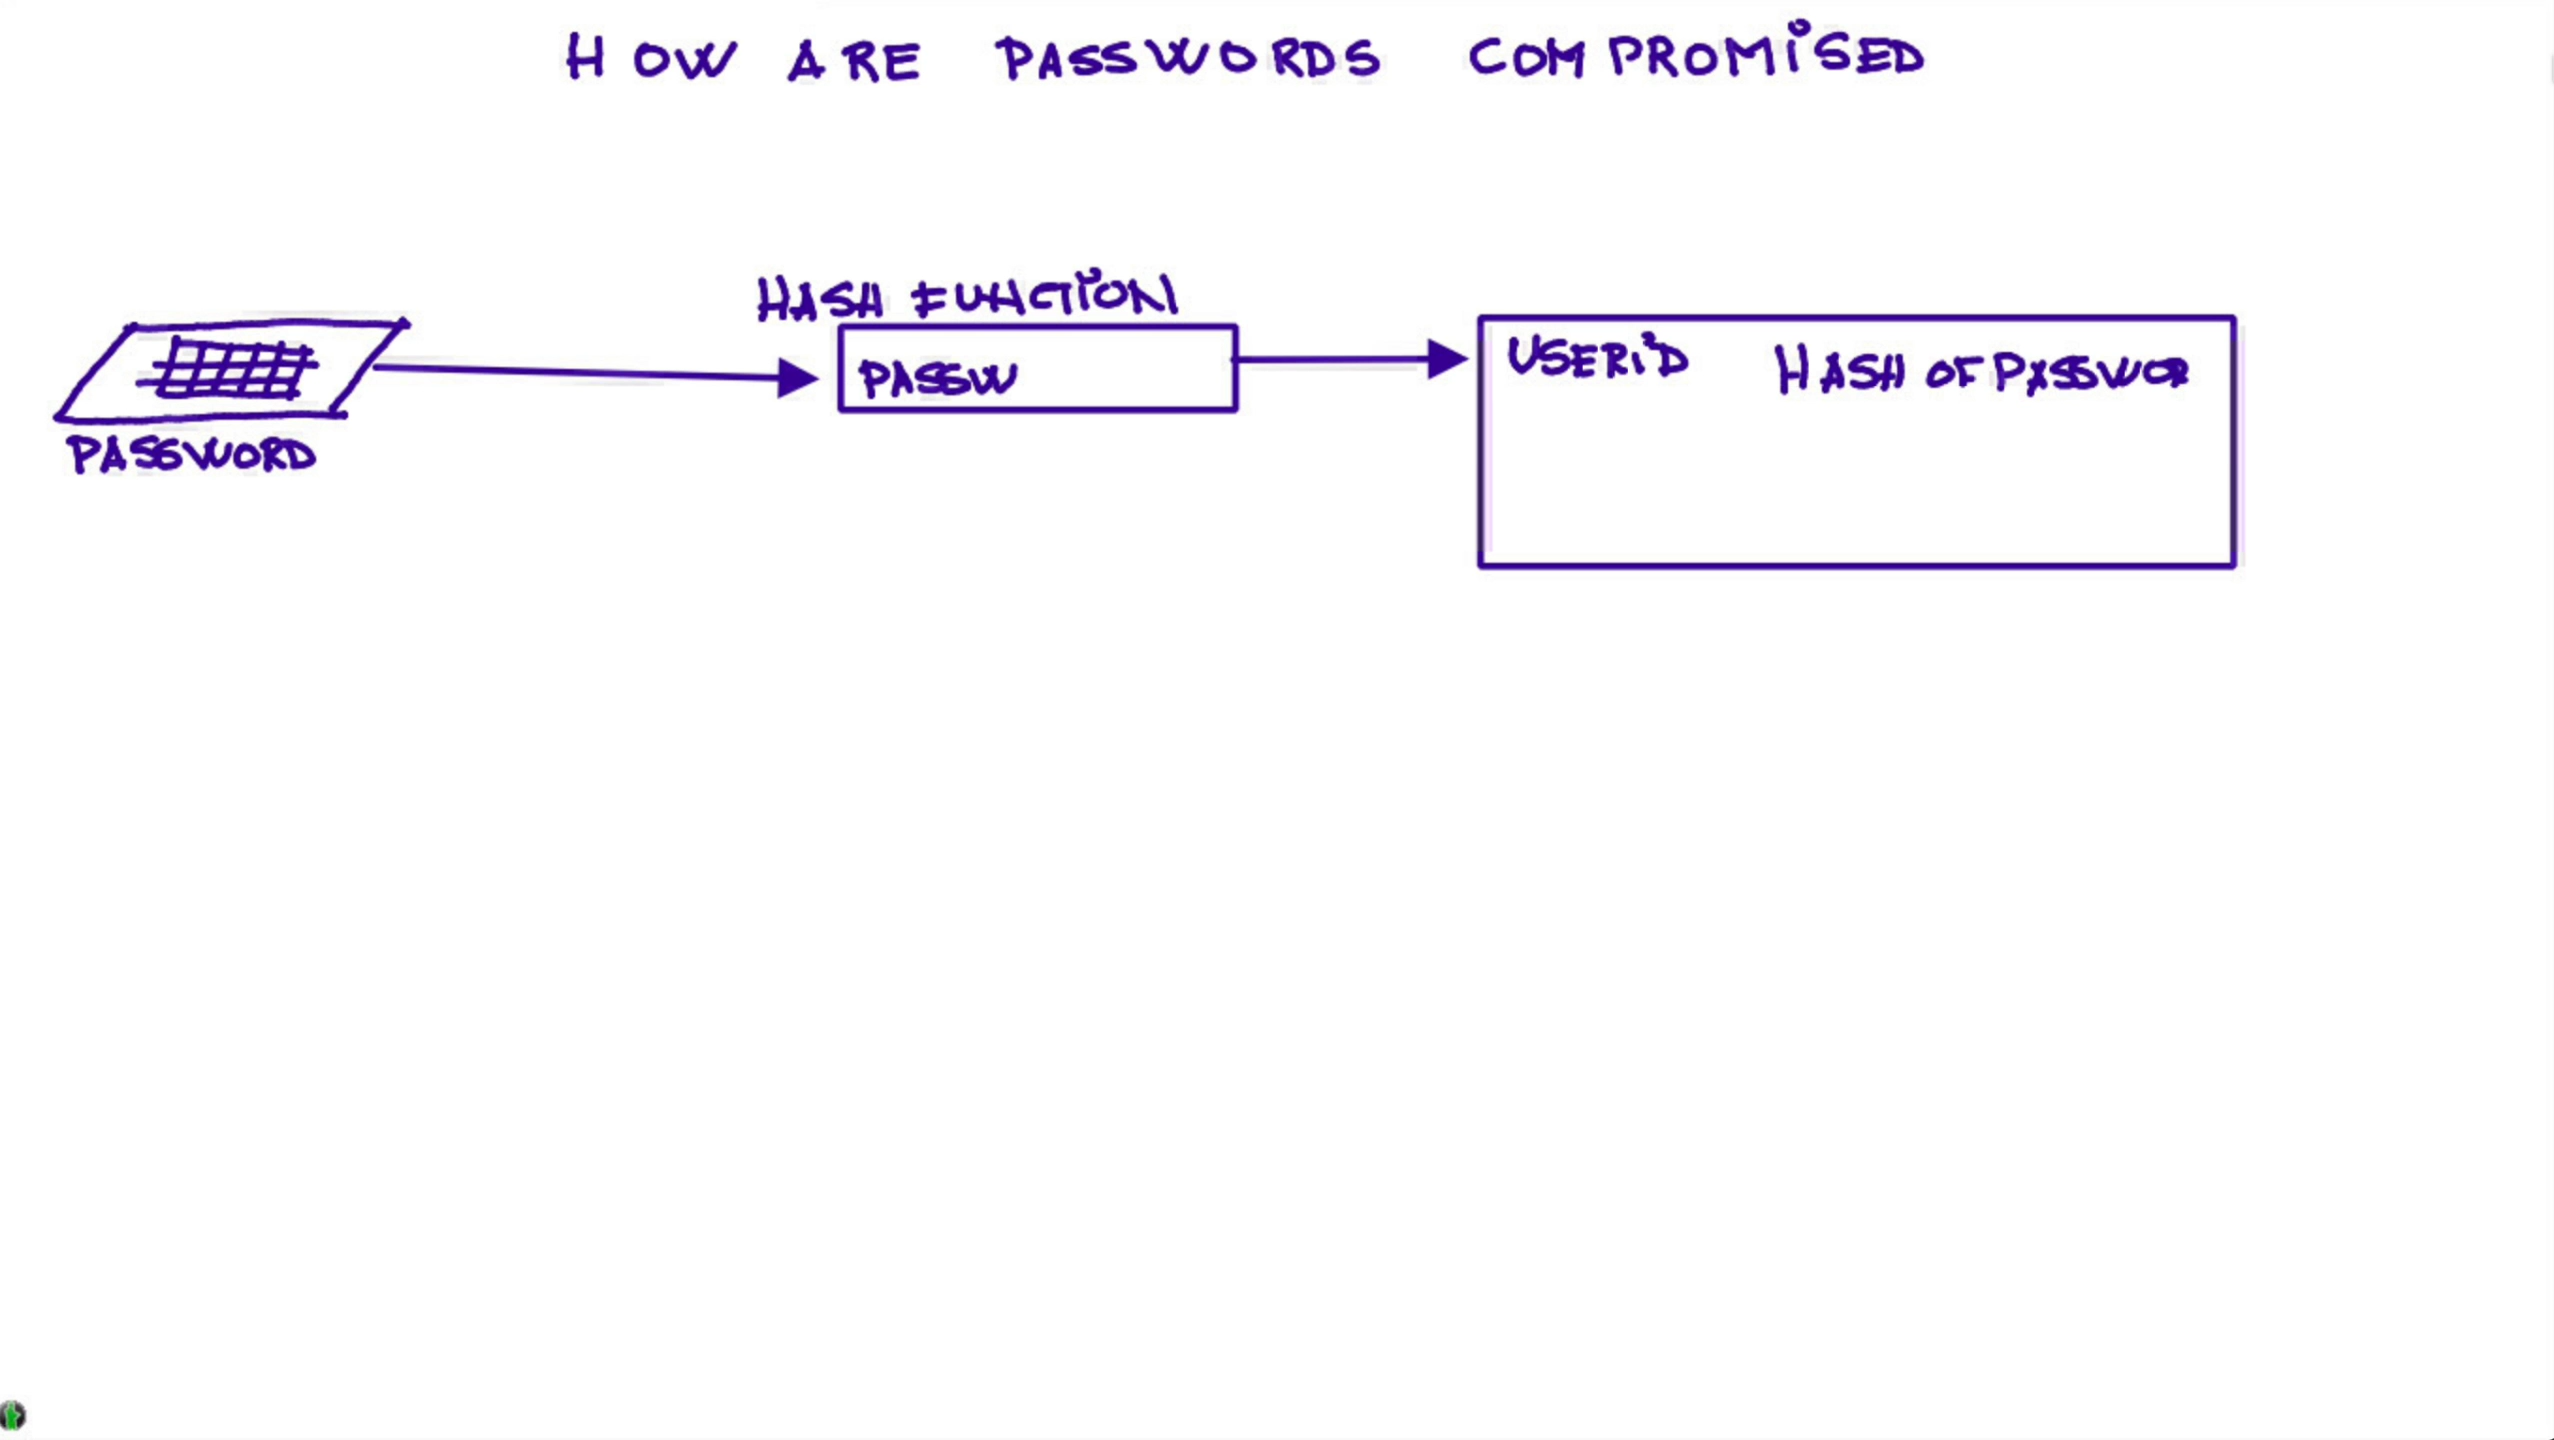 HOW ARE PASSWORDS COMPROMISED
HASH FUNCTION
PASSW
USERID HASH OF PASSWOR
PASSWORD